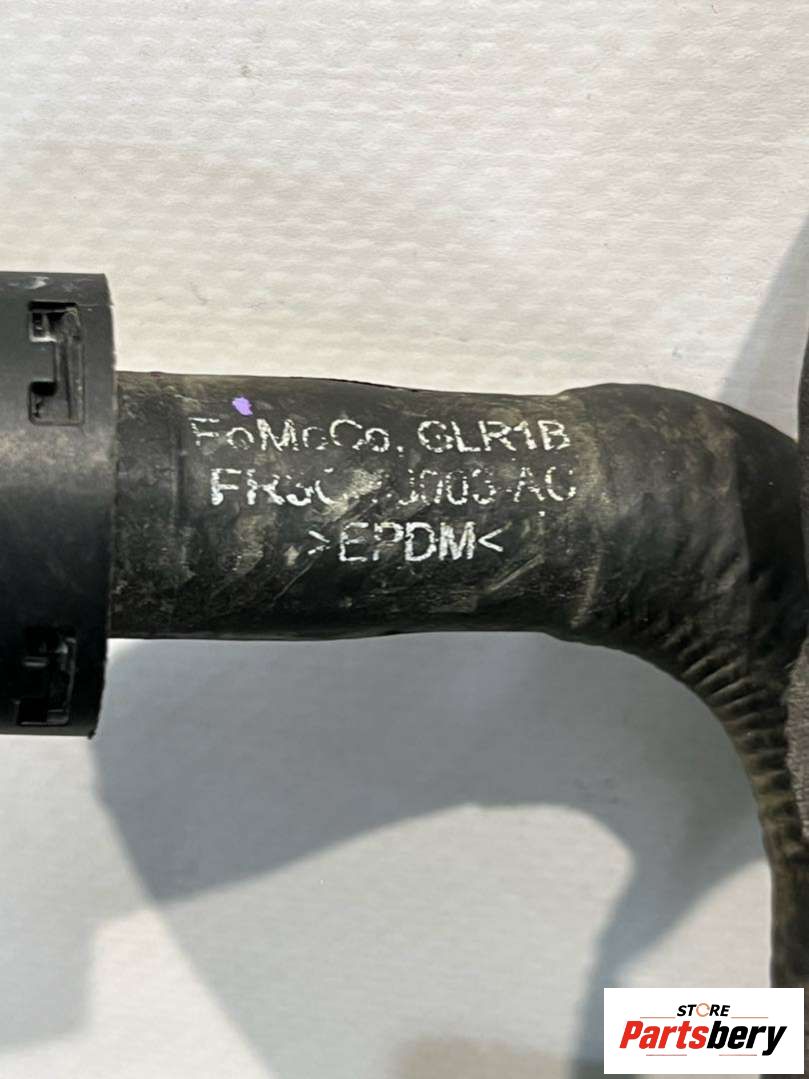 FoMoCo, GLR1B
>EPDM<
STORE
Partsbery